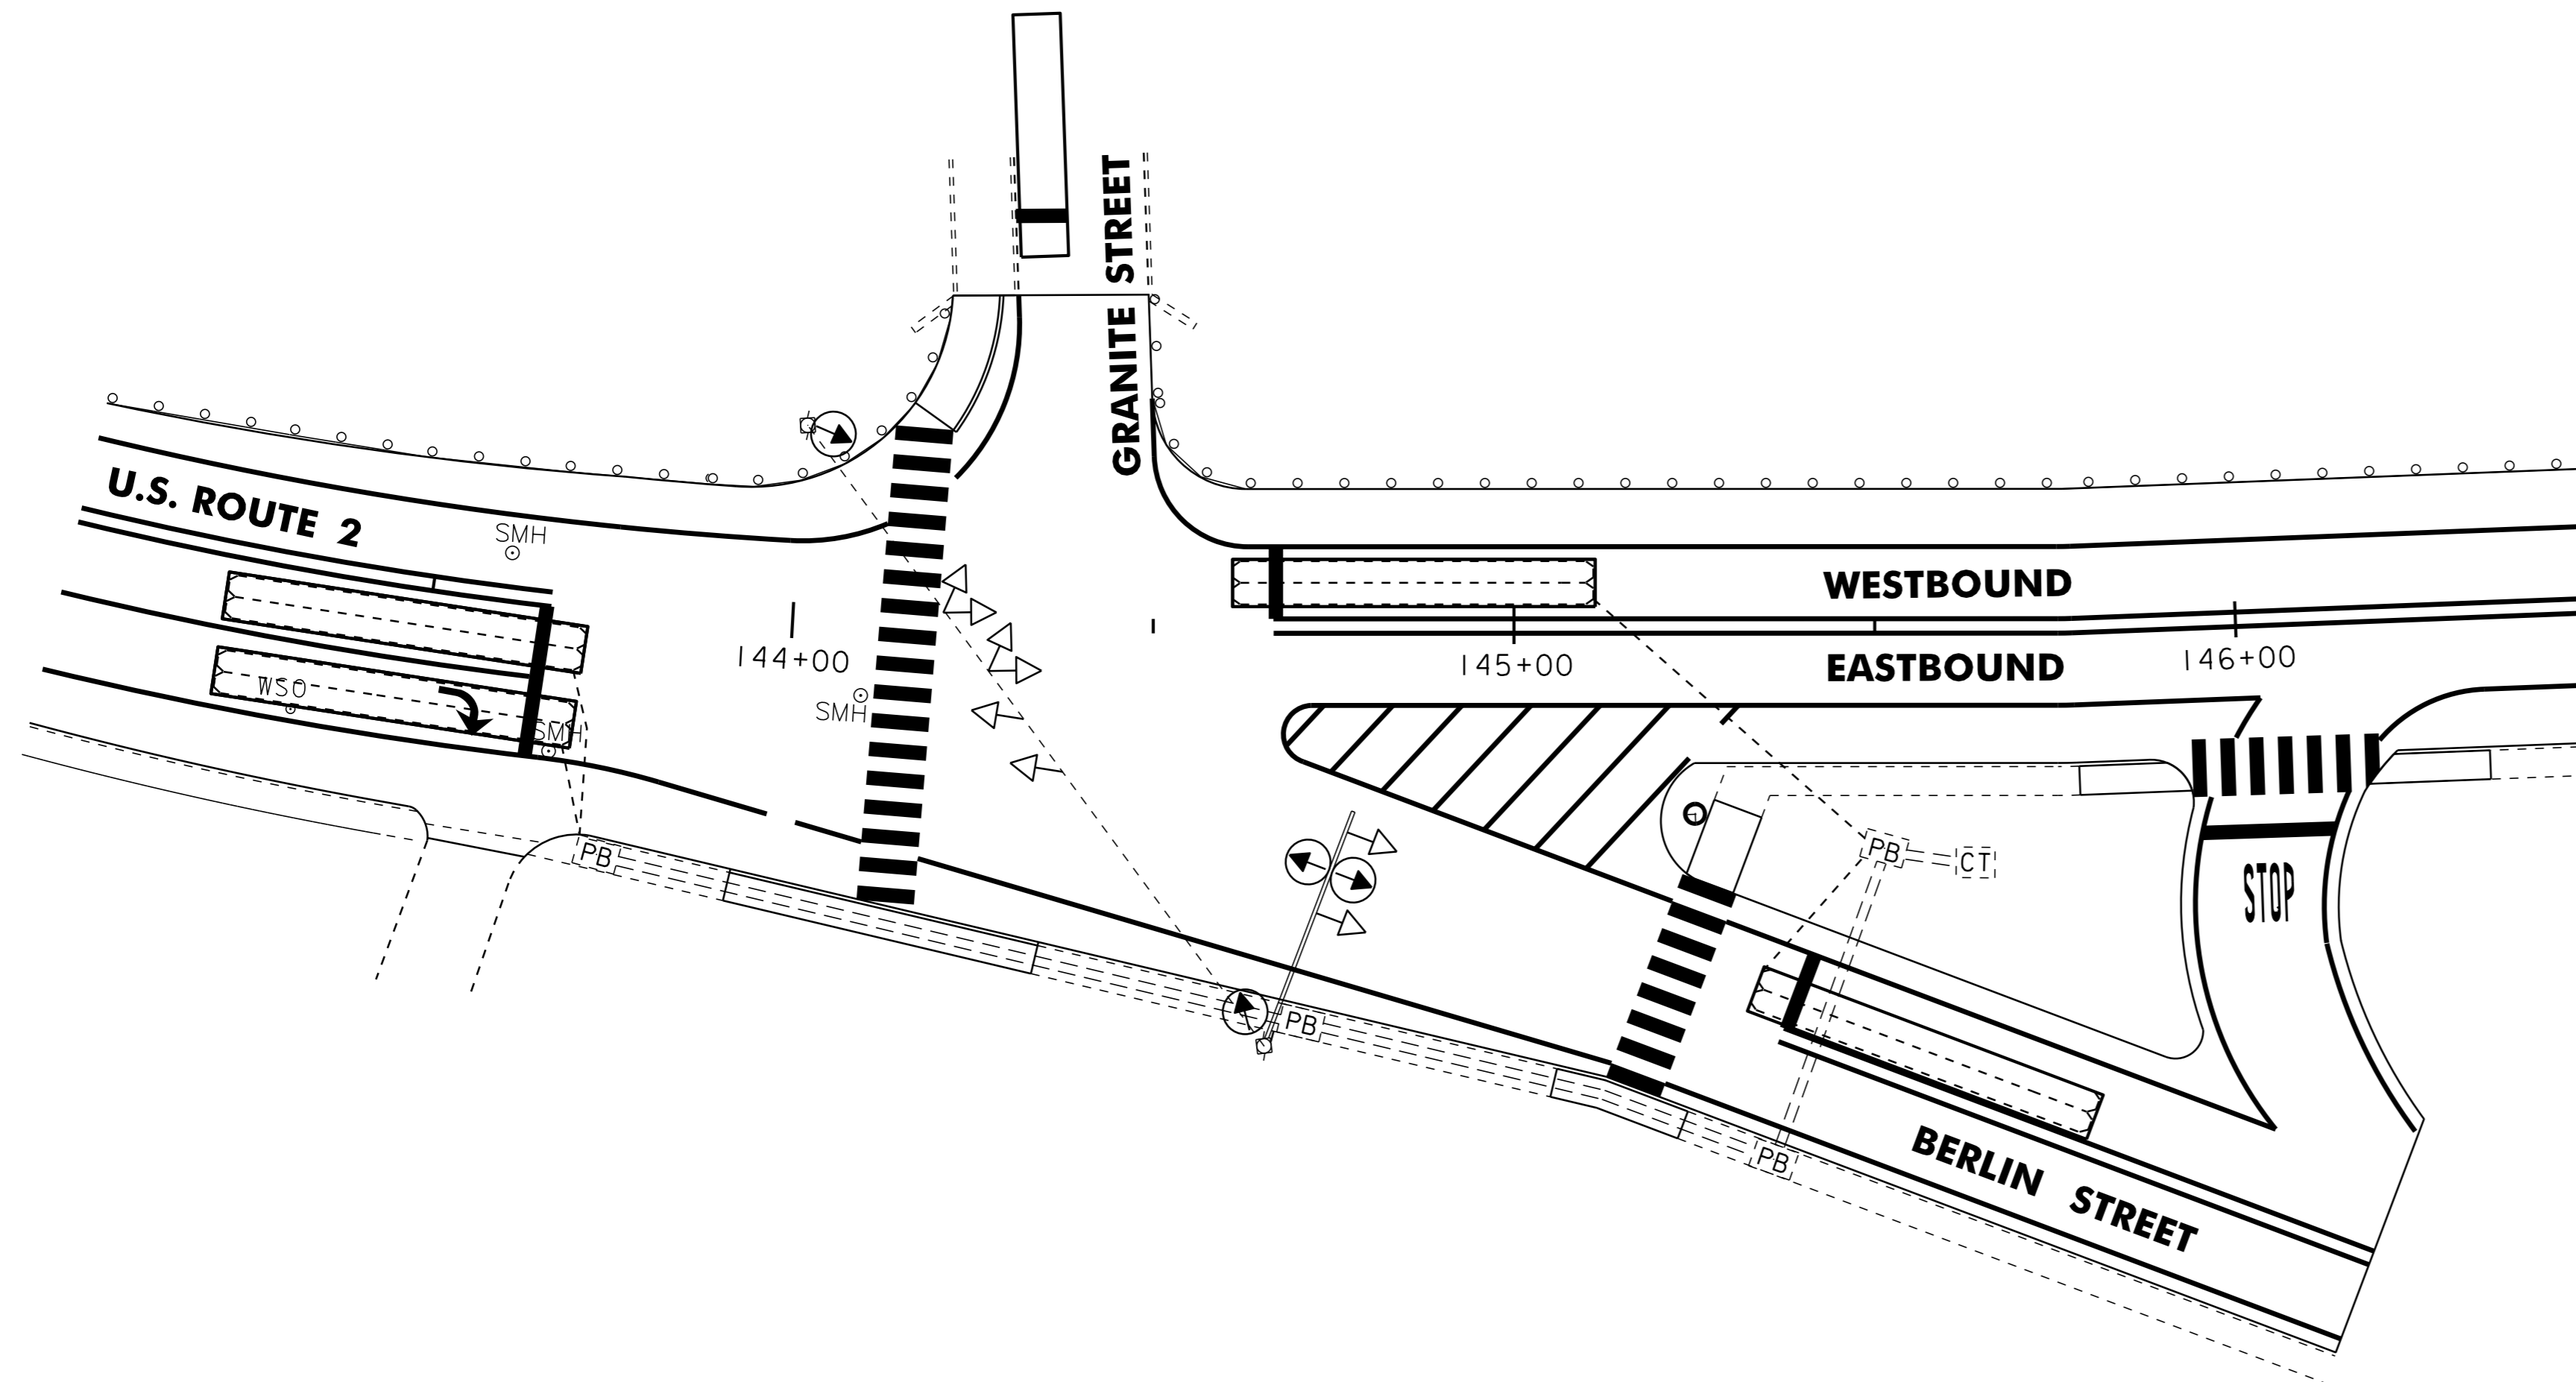 GRANITE STREET
U.S. ROUTE 2
SMH
WESTBOUND
144+00
145+00
EASTBOUND
146+00
WSO
SMH
SMH
PB
PB
CT
STOP
PB
PB
BERLIN STREET